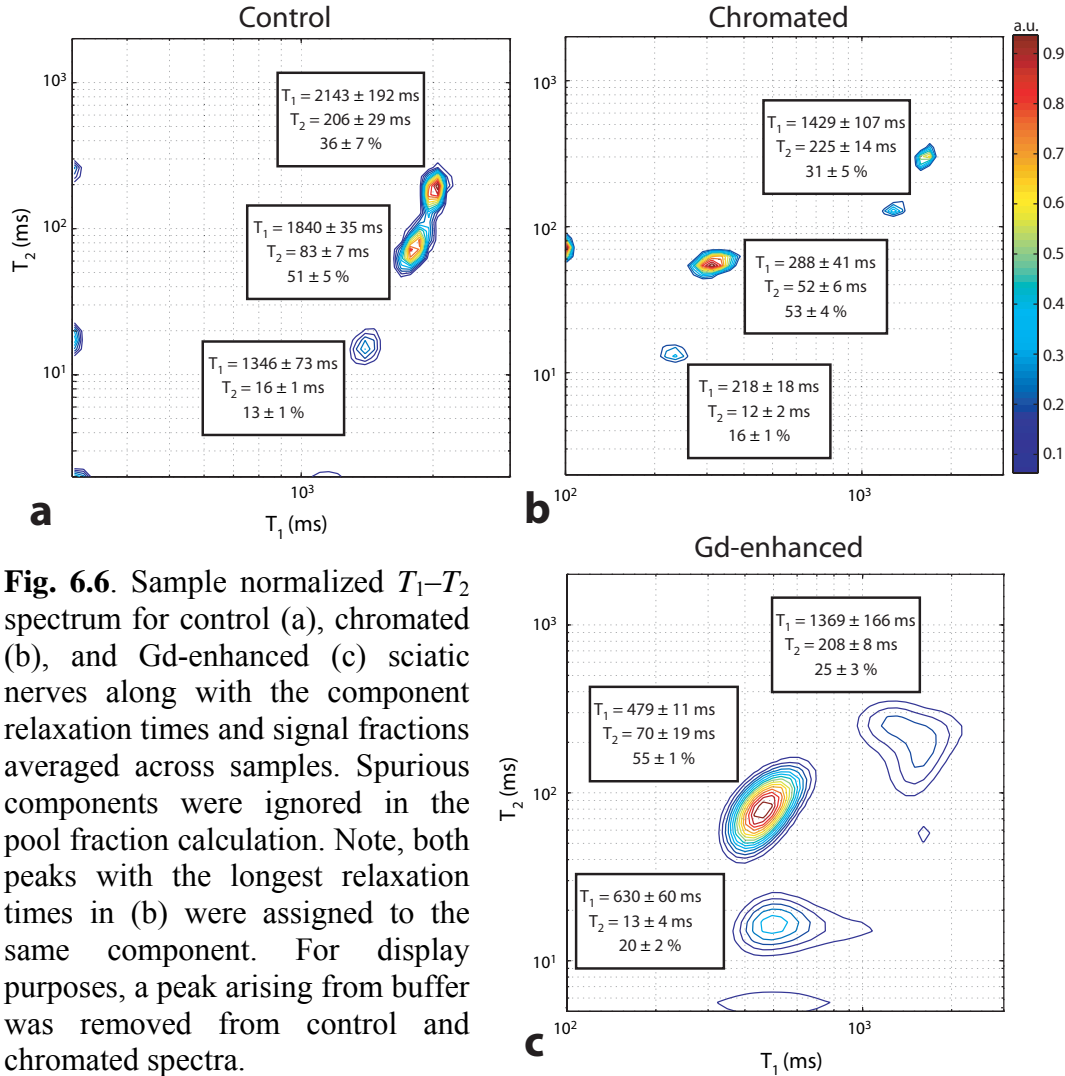 Control
10³
10²
10¹
T₂ (ms)
T₁ = 2143 ± 192 ms
T₂ = 206 ± 29 ms
36 ± 7 %
T₁ = 1840 ± 35 ms
T₂ = 83 ± 7 %
51 ± 5 %
T₁ = 1346 ± 73 ms
T₂ = 16 ± 1 ms
13 ± 1 %
10³
T₁ (ms)
a
Chromated
10³
10²
10¹
T₁ = 1429 ± 107 ms
T₂ = 225 ± 14 ms
31 ± 5 %
T₁ = 288 ± 41 ms
T₂ = 52 ± 6 ms
53 ± 4 %
T₁ = 218 ± 18 ms
T₂ = 12 ± 2 ms
16 ± 1 %
10²
10³
b
a.u.
0.9
0.8
0.7
0.6
0.5
0.4
0.3
0.2
0.1
Fig. 6.6. Sample normalized T₁–T₂
spectrum for control (a), chromated
(b), and Gd-enhanced (c) sciatic
nerves along with the component
relaxation times and signal fractions
averaged across samples. Spurious
components were ignored in the
pool fraction calculation. Note, both
peaks with the longest relaxation
times in (b) were assigned to the
same component. For display
purposes, a peak arising from buffer
was removed from control and
chromated spectra.
Gd-enhanced
10³
10²
10¹
T₂ (ms)
T₁ = 1369 ± 166 ms
T₂ = 208 ± 8 ms
25 ± 3 %
T₁ = 479 ± 11 ms
T₂ = 70 ± 19 ms
55 ± 1 %
T₁ = 630 ± 60 ms
T₂ = 13 ± 4 ms
20 ± 2 %
10²
10³
T₁ (ms)
c